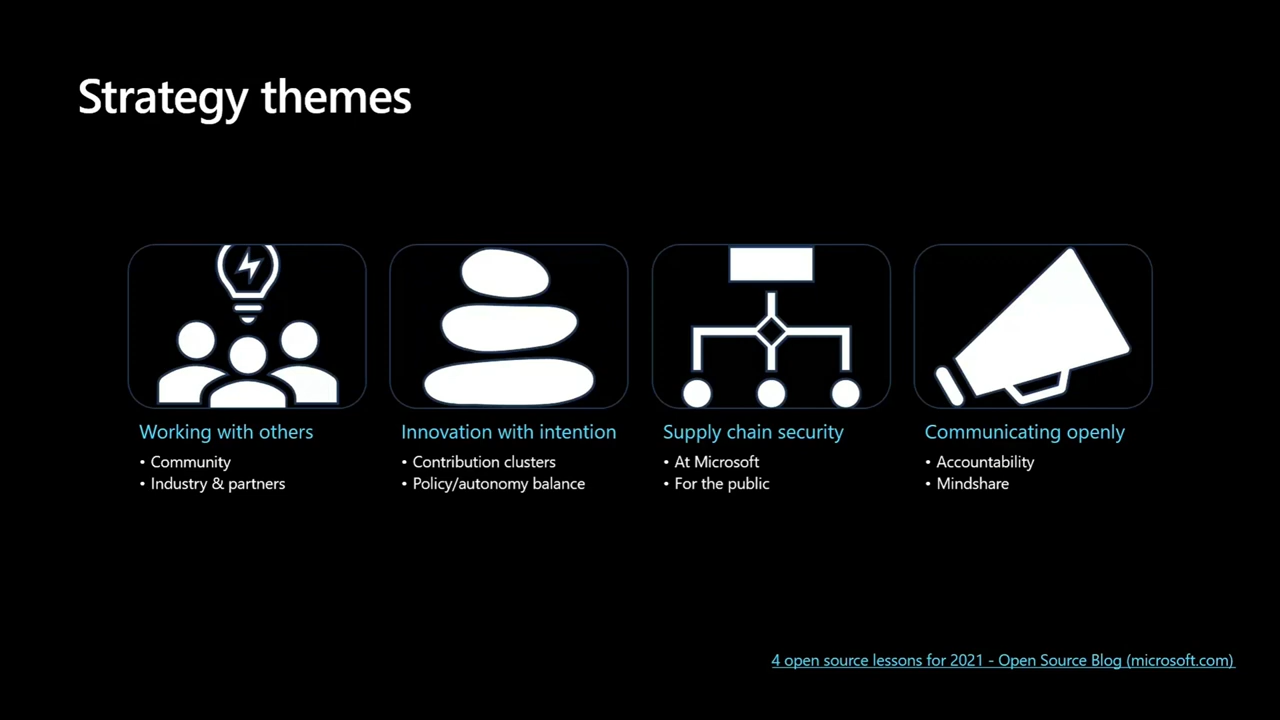 Strategy themes
Working with others
• Community
• Industry & partners
Innovation with intention
• Contribution clusters
• Policy/autonomy balance
Supply chain security
• At Microsoft
• For the public
Communicating openly
• Accountability
• Mindshare
4 open source lessons for 2021 - Open Source Blog (microsoft.com)